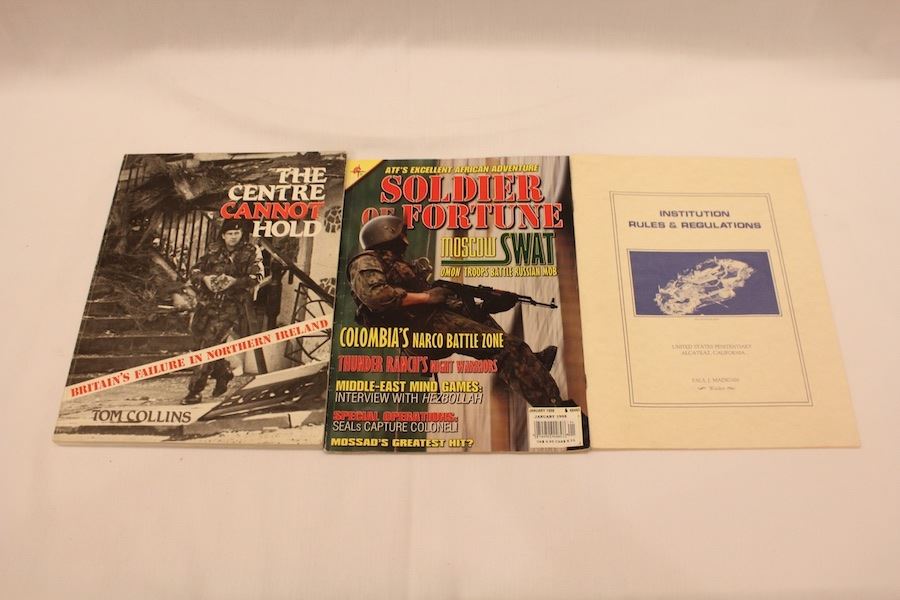 THE
CENTRE
CANNOT
HOLD
BRITAIN'S FAILURE IN NORTHERN IRELAND
TOM COLLINS
ATF'S EXCELLENT AFRICAN ADVENTURE
SOLDIER
OF FORTUNE
MOSCOW SWAT
OMON TROOPS BATTLE RUSSIAN MOB
COLOMBIA'S NARCO BATTLE ZONE
THUNDER RANCH'S NIGHT WARRIORS
MIDDLE-EAST MIND GAMES:
INTERVIEW WITH HEZBOLLAH
SPECIAL OPERATIONS:
SEALs CAPTURE COLONEL!
MOSSAD'S GREATEST HIT?
JANUARY 1998
INSTITUTION
RULES & REGULATIONS
UNITED STATES PENITENTIARY
ALCATRAZ, CALIFORNIA
PAUL J. MADIGAN
Warden